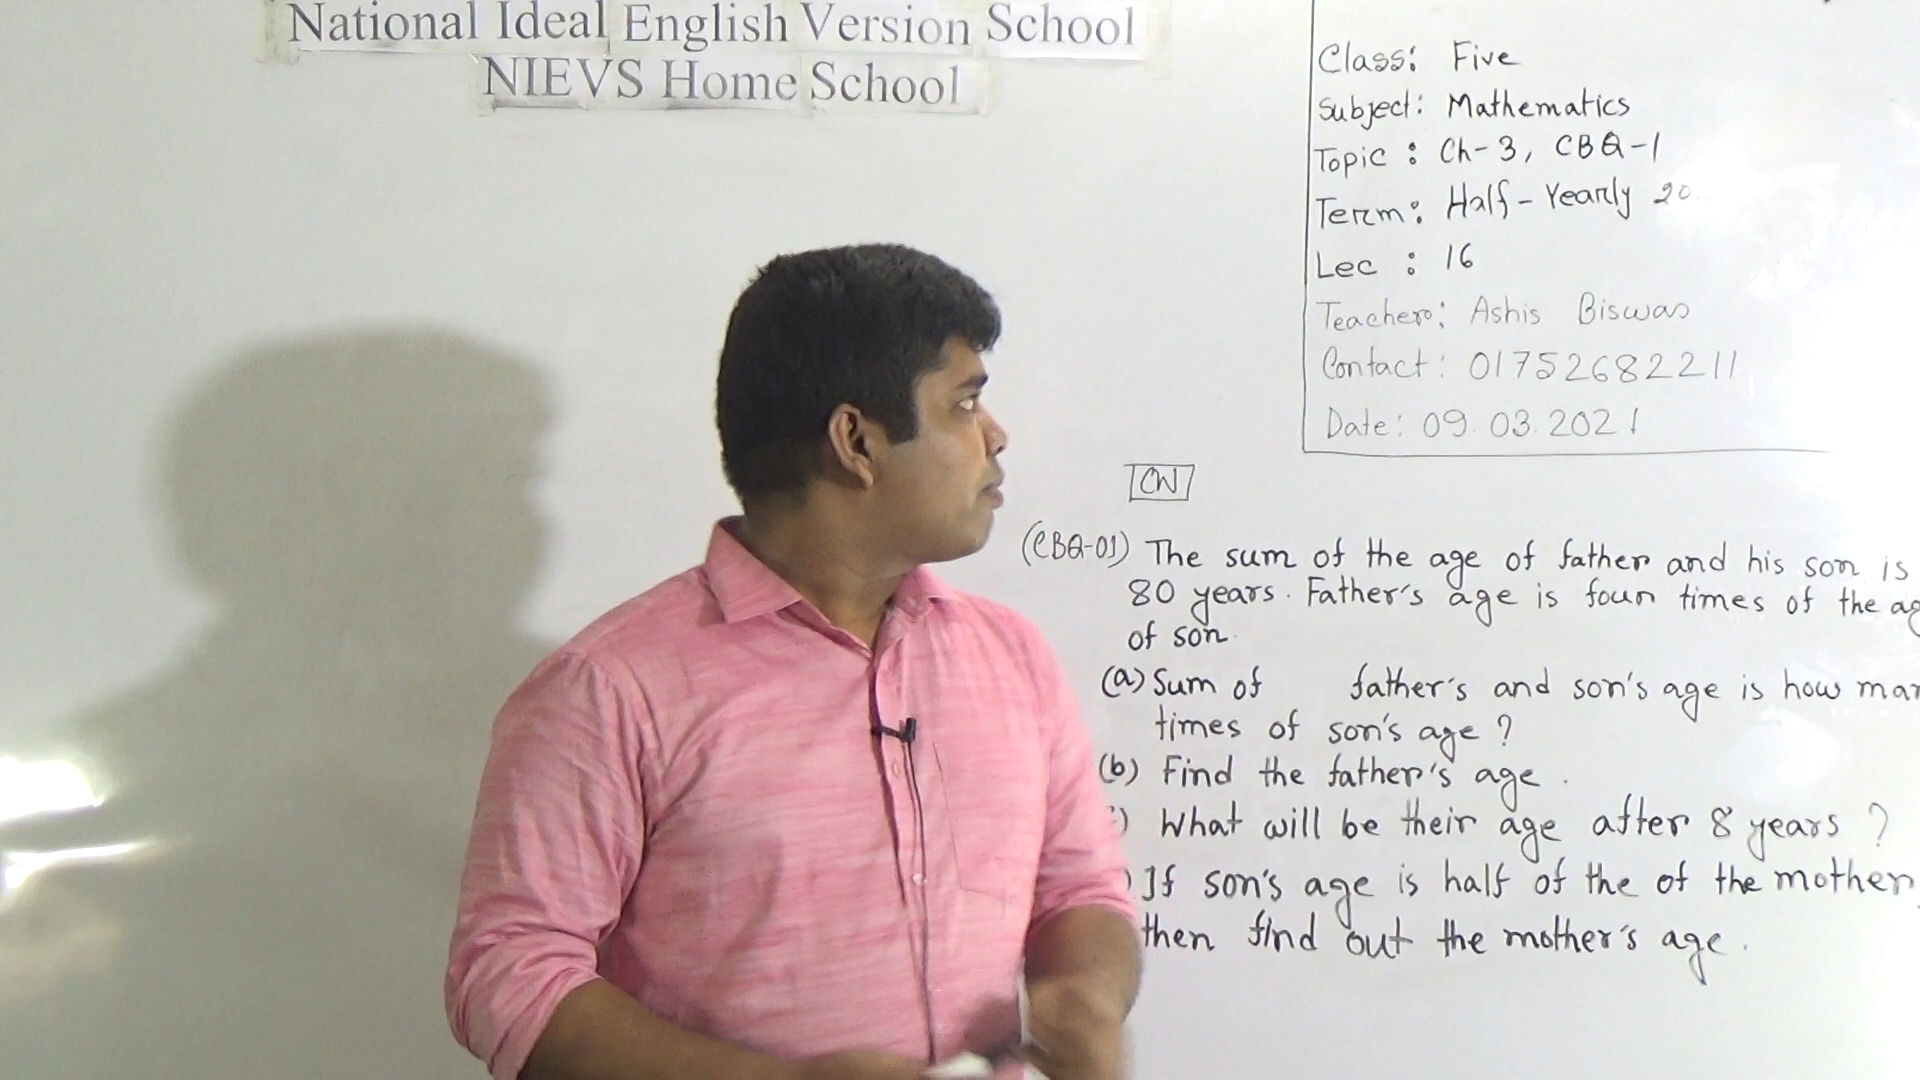 National Ideal English Version School
NIEVS Home School
Class: Five
Subject: Mathematics
Topic : Ch-3, CBQ-1
Term: Half-Yearly 20
Lec : 16
Teacher: Ashis Biswas
Contact: 01752682211
Date: 09.03.2021
CW
(CBQ-01) The sum of the age of father and his son is
80 years. Father's age is four times of the ag
of son.
(a) Sum of father's and son's age is how man
times of son's age ?
(b) Find the father's age .
) What will be their age after 8 years ?
) If son's age is half of the of the mother,
then find out the mother's age .